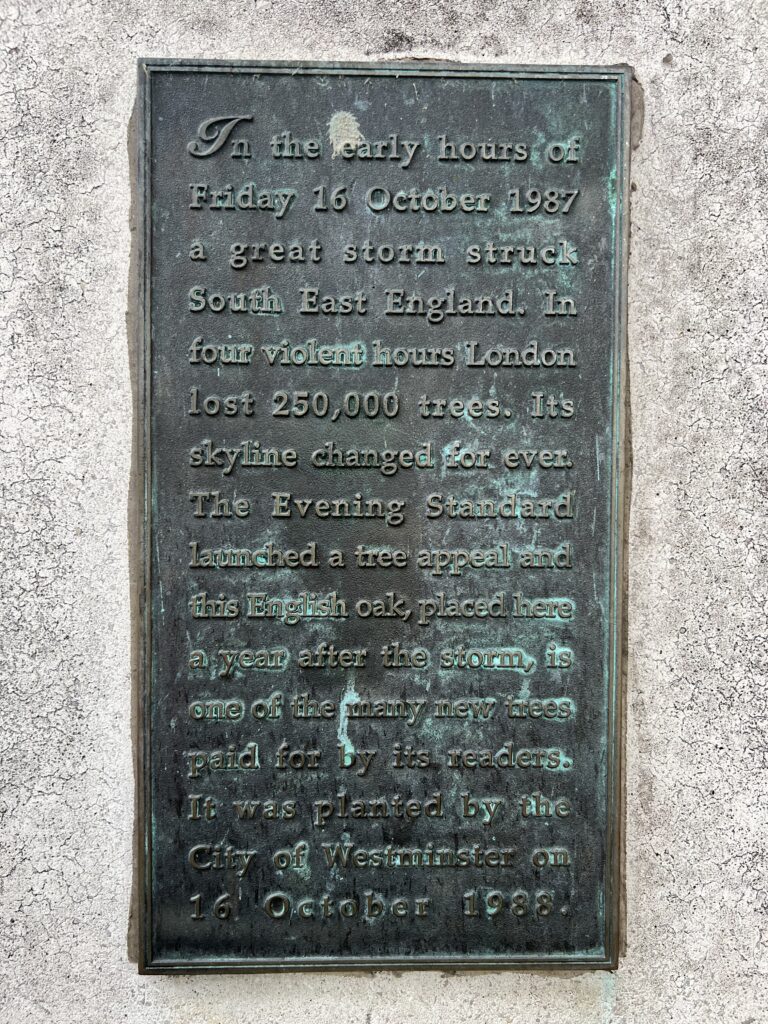 In the early hours of
Friday 16 October 1987
a great storm struck
South East England. In
four violent hours London
lost 250,000 trees. Its
skyline changed for ever.
The Evening Standard
launched a tree appeal and
this English oak, placed here
a year after the storm, is
one of the many new trees
paid for by its readers.
It was planted by the
City of Westminster on
16 October 1988.